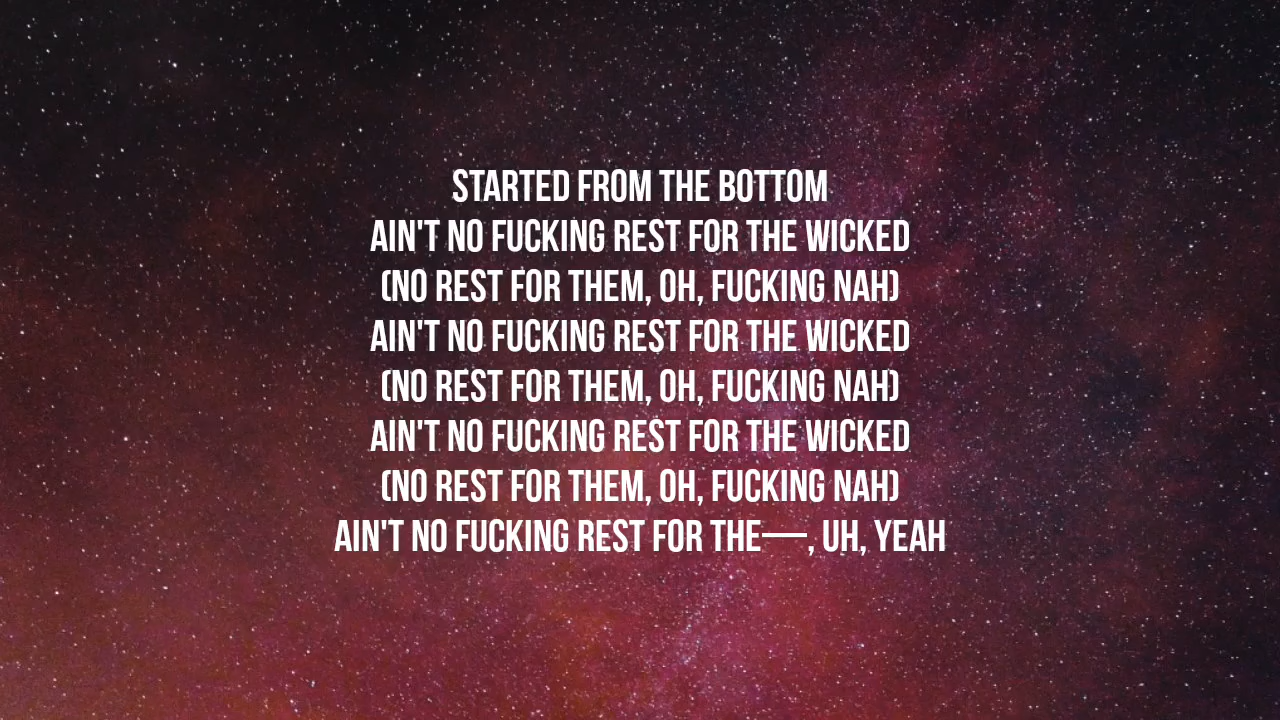 STARTED FROM THE BOTTOM
AIN'T NO FUCKING REST FOR THE WICKED
(NO REST FOR THEM, OH, FUCKING NAH)
AIN'T NO FUCKING REST FOR THE WICKED
(NO REST FOR THEM, OH, FUCKING NAH)
AIN'T NO FUCKING REST FOR THE WICKED
(NO REST FOR THEM, OH, FUCKING NAH)
AIN'T NO FUCKING REST FOR THE—, UH, YEAH